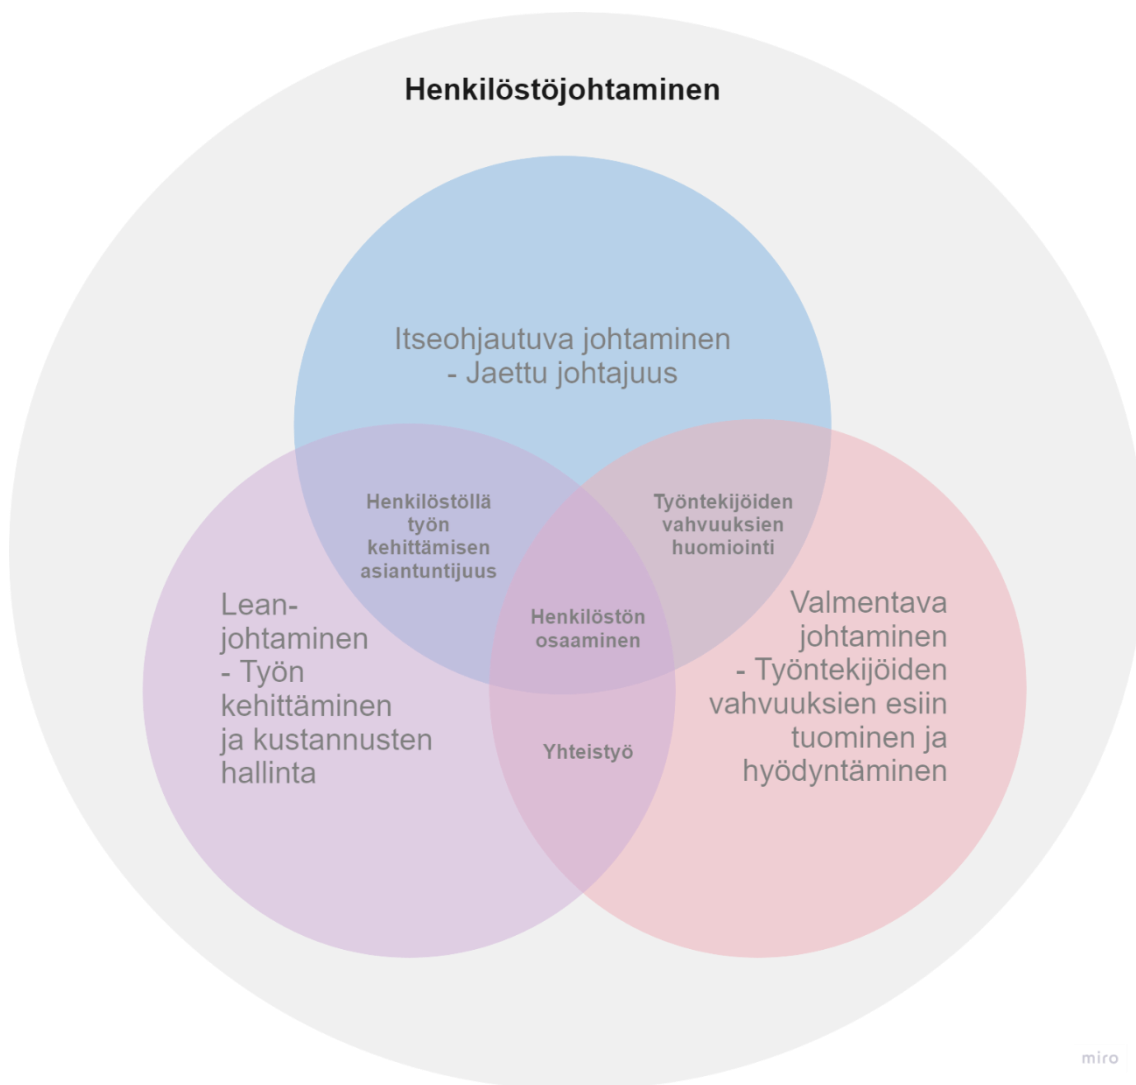 Henkilöstöjohtaminen
Itseohjautuva johtaminen
- Jaettu johtajuus
Henkilöstöllä
työn
kehittämisen
asiantuntijuus
Työntekijöiden
vahvuuksien
huomiointi
Henkilöstön
osaaminen
Lean-
johtaminen
- Työn
kehittäminen
ja kustannusten
hallinta
Valmentava
johtaminen
- Työntekijöiden
vahvuuksien esiin
tuominen ja
hyödyntäminen
Yhteistyö
miro